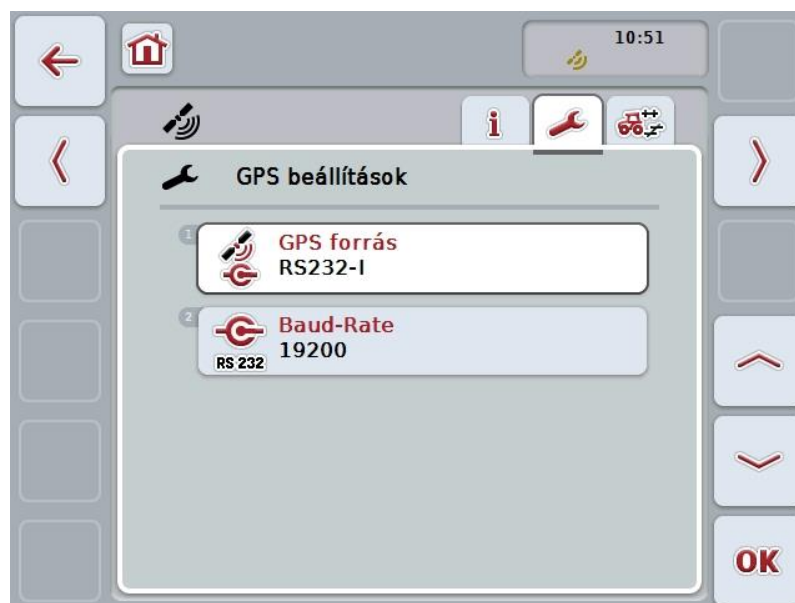 10:51
i
GPS beállítások
1
GPS forrás
RS232-I
2
Baud-Rate
19200
RS 232
OK